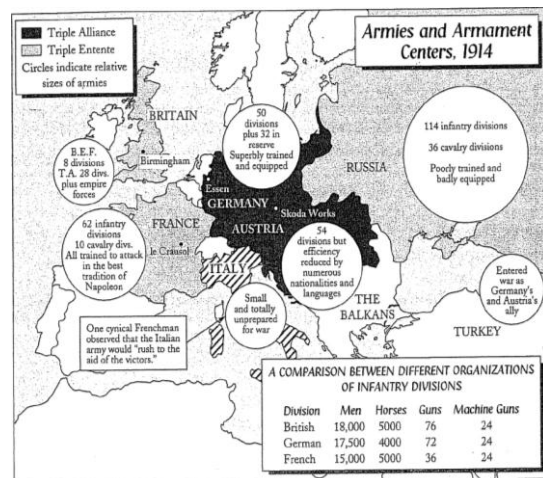 Triple Alliance
Triple Entente
Circles indicate relative
sizes of armies
Armies and Armament
Centers, 1914
BRITAIN
B.E.F.
8 divisions
T.A. 28 divs.
plus empire
forces
Birmingham
50
divisions
plus 32 in
reserve
Superbly trained
and equipped
114 infantry divisions
36 cavalry divs.
Poorly trained and
badly equipped
RUSSIA
Essen
GERMANY
Skoda Works
AUSTRIA
62 infantry
divisions
10 cavalry divs.
All trained to attack
in the best
tradition of
Napoleon
FRANCE
le Creusol
54
divisions but
efficiency
reduced by
numerous
nationalities and
languages
ITALY
Small
and totally
unprepared
for war
THE
BALKANS
Entered
war as
Germany's
and Austria's
ally
TURKEY
One cynical Frenchman
observed that the Italian
army would "rush to the
aid of the victors."
A COMPARISON BETWEEN DIFFERENT ORGANIZATIONS
OF INFANTRY DIVISIONS
Division Men Horses Guns Machine Guns
British 18,000 5000 76 24
German 17,500 4000 72 24
French 15,000 5000 36 24